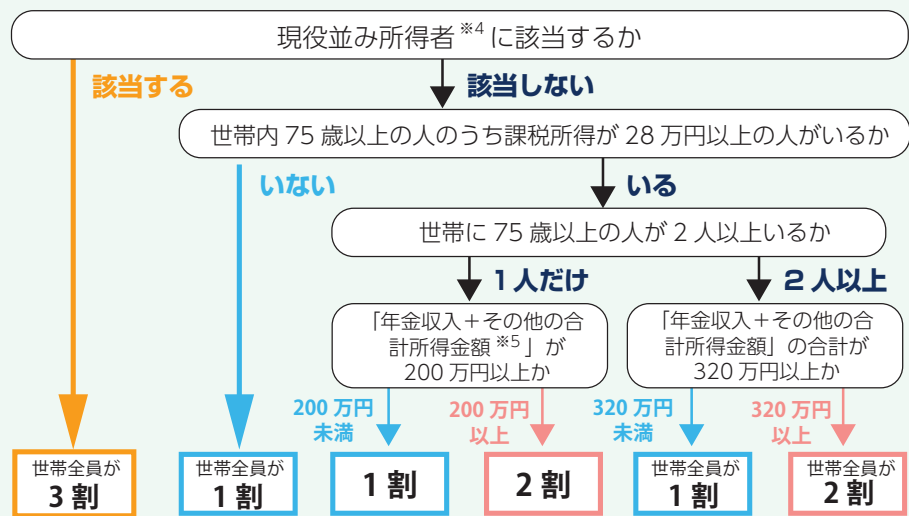 現役並み所得者※4に該当するか
該当する
該当しない
世帯内75歳以上の人のうち課税所得が28万円以上の人がいるか
いない
いる
世帯に75歳以上の人が2人以上いるか
1人だけ
2人以上
「年金収入＋その他の合
計所得金額※5」が
200万円以上か
「年金収入＋その他の合
計所得金額」の合計が
320万円以上か
200万円
未満
200万円
以上
320万円
未満
320万円
以上
世帯全員が
3割
世帯全員が
1割
1割
2割
世帯全員が
1割
世帯全員が
2割